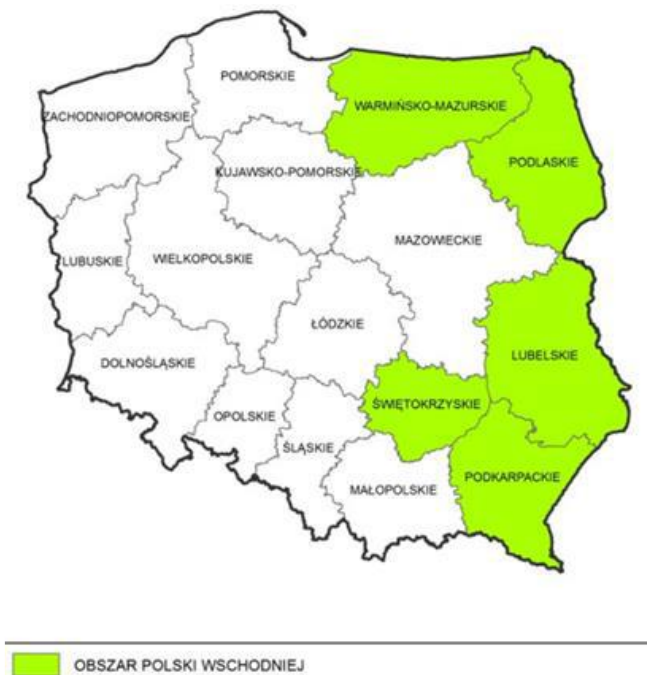 POMORSKIE
WARMIŃSKO-MAZURSKIE
ZACHODNIOPOMORSKIE
PODLASKIE
KUJAWSKO-POMORSKIE
MAZOWIECKIE
LUBUSKIE
WIELKOPOLSKIE
ŁÓDZKIE
DOLNOŚLĄSKIE
LUBELSKIE
ŚWIĘTOKRZYSKIE
OPOLSKIE
ŚLĄSKIE
PODKARPACKIE
MAŁOPOLSKIE
OBSZAR POLSKI WSCHODNIEJ